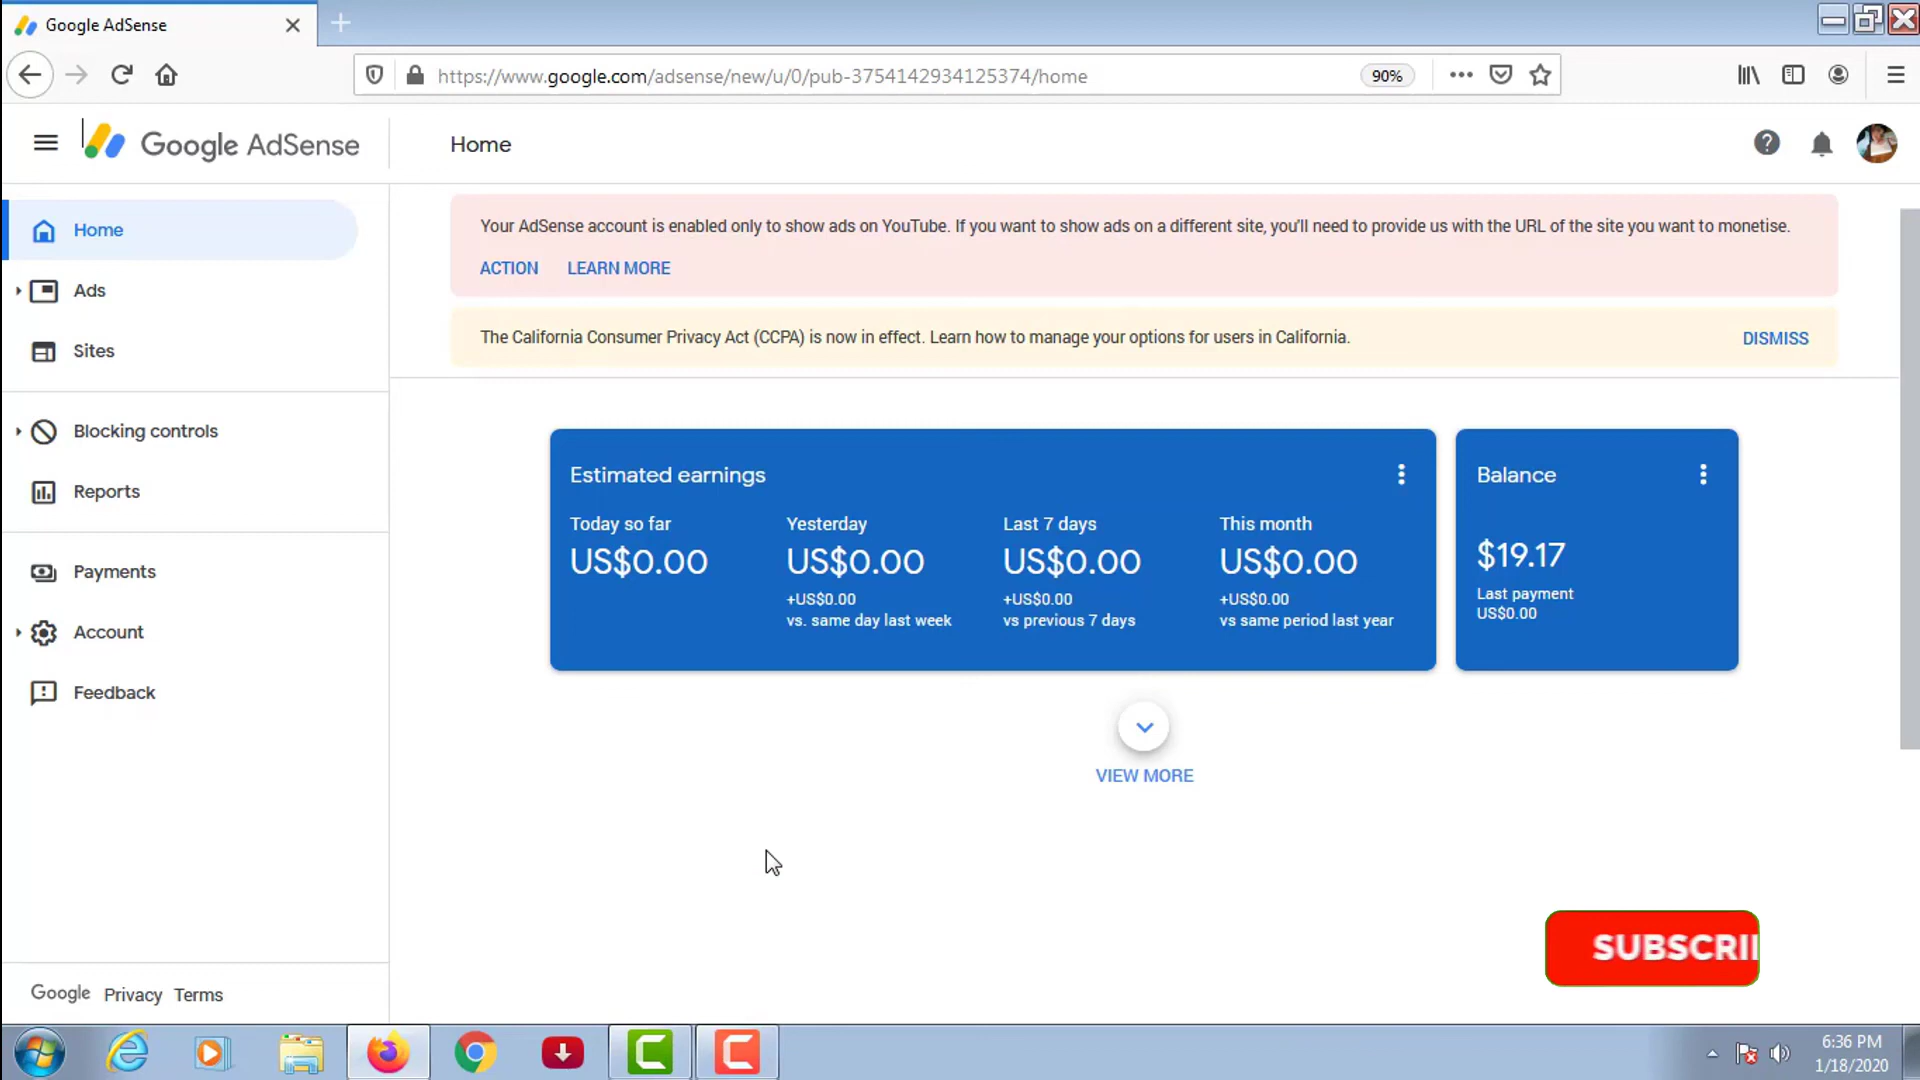 Google AdSense
https://www.google.com/adsense/new/u/0/pub-3754142934125374/home
90%
Google AdSense
Home
Your AdSense account is enabled only to show ads on YouTube. If you want to show ads on a different site, you'll need to provide us with the URL of the site you want to monetise.
ACTION LEARN MORE
The California Consumer Privacy Act (CCPA) is now in effect. Learn how to manage your options for users in California.
DISMISS
Home
Ads
Sites
Blocking controls
Reports
Payments
Account
Feedback
Estimated earnings
Today so far
US$0.00
Yesterday
US$0.00
+US$0.00
vs. same day last week
Last 7 days
US$0.00
+US$0.00
vs previous 7 days
This month
US$0.00
+US$0.00
vs same period last year
Balance
$19.17
Last payment
US$0.00
VIEW MORE
SUBSCRI
Google Privacy Terms
6:36 PM
1/18/2020